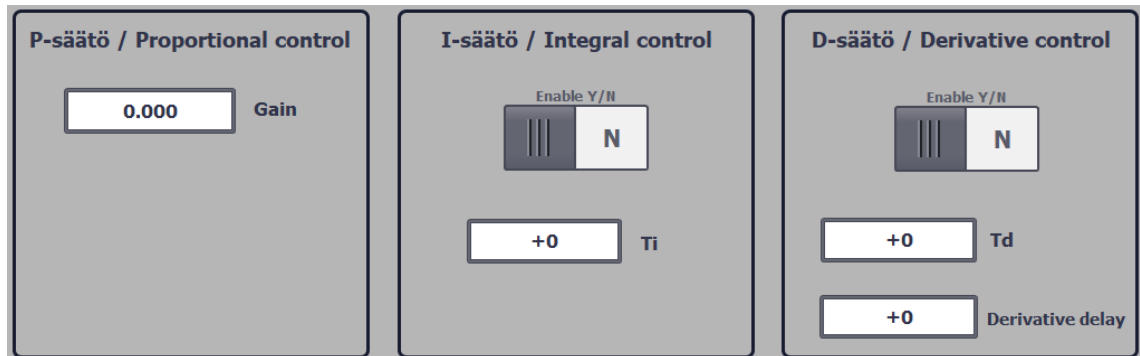 P-säätö / Proportional control
0.000 Gain
I-säätö / Integral control
Enable Y/N
N
+0 Ti
D-säätö / Derivative control
Enable Y/N
N
+0 Td
+0 Derivative delay